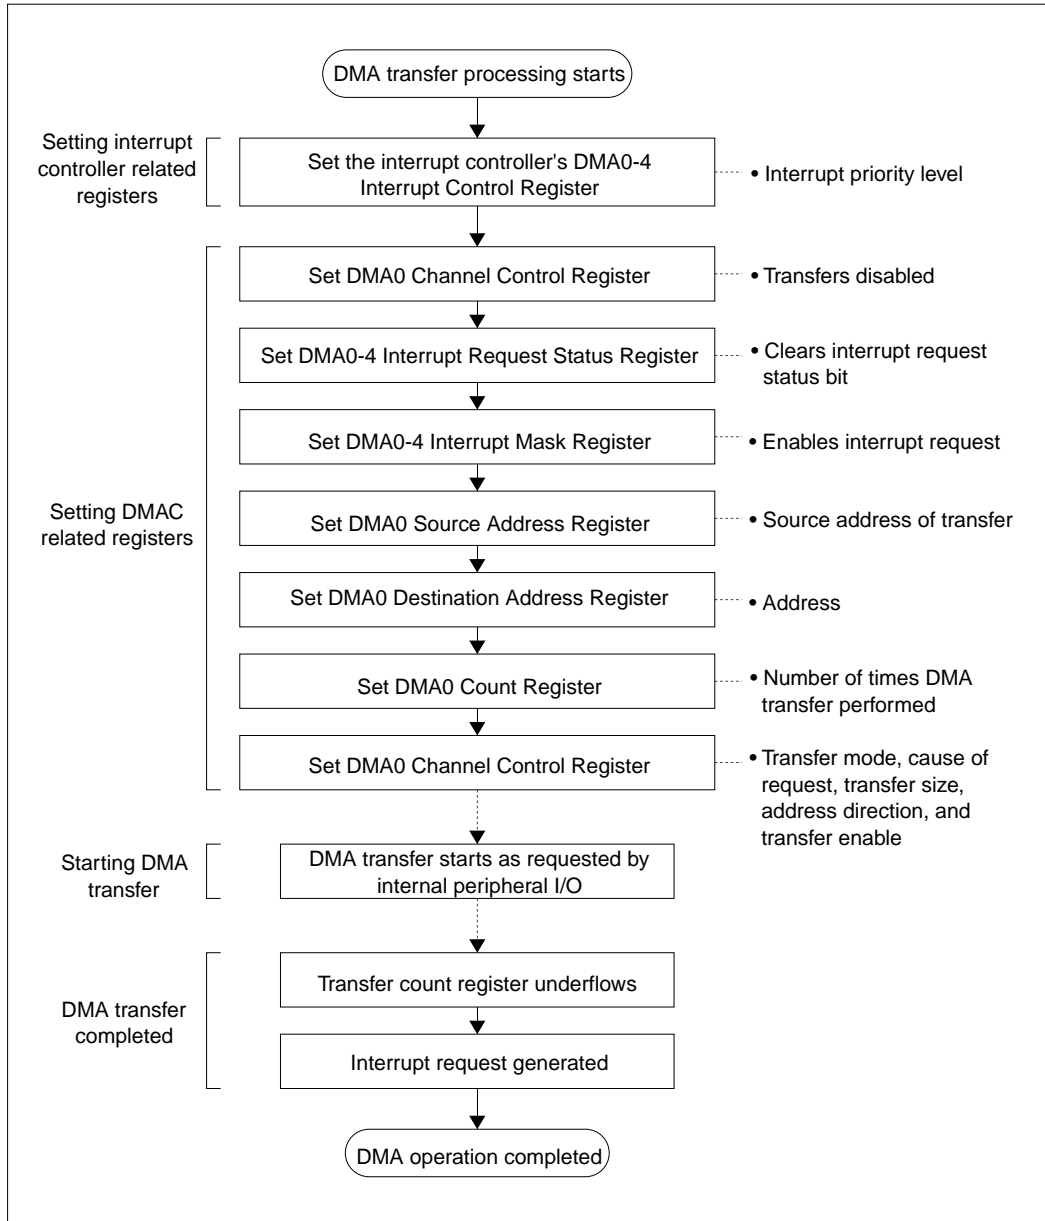 DMA transfer processing starts
Setting interrupt
controller related
registers
Set the interrupt controller's DMA0-4
Interrupt Control Register
• Interrupt priority level
Set DMA0 Channel Control Register
• Transfers disabled
Set DMA0-4 Interrupt Request Status Register
• Clears interrupt request
status bit
Set DMA0-4 Interrupt Mask Register
• Enables interrupt request
Setting DMAC
related registers
Set DMA0 Source Address Register
• Source address of transfer
Set DMA0 Destination Address Register
• Address
Set DMA0 Count Register
• Number of times DMA
transfer performed
Set DMA0 Channel Control Register
• Transfer mode, cause of
request, transfer size,
address direction, and
transfer enable
Starting DMA
transfer
DMA transfer starts as requested by
internal peripheral I/O
DMA transfer
completed
Transfer count register underflows
Interrupt request generated
DMA operation completed